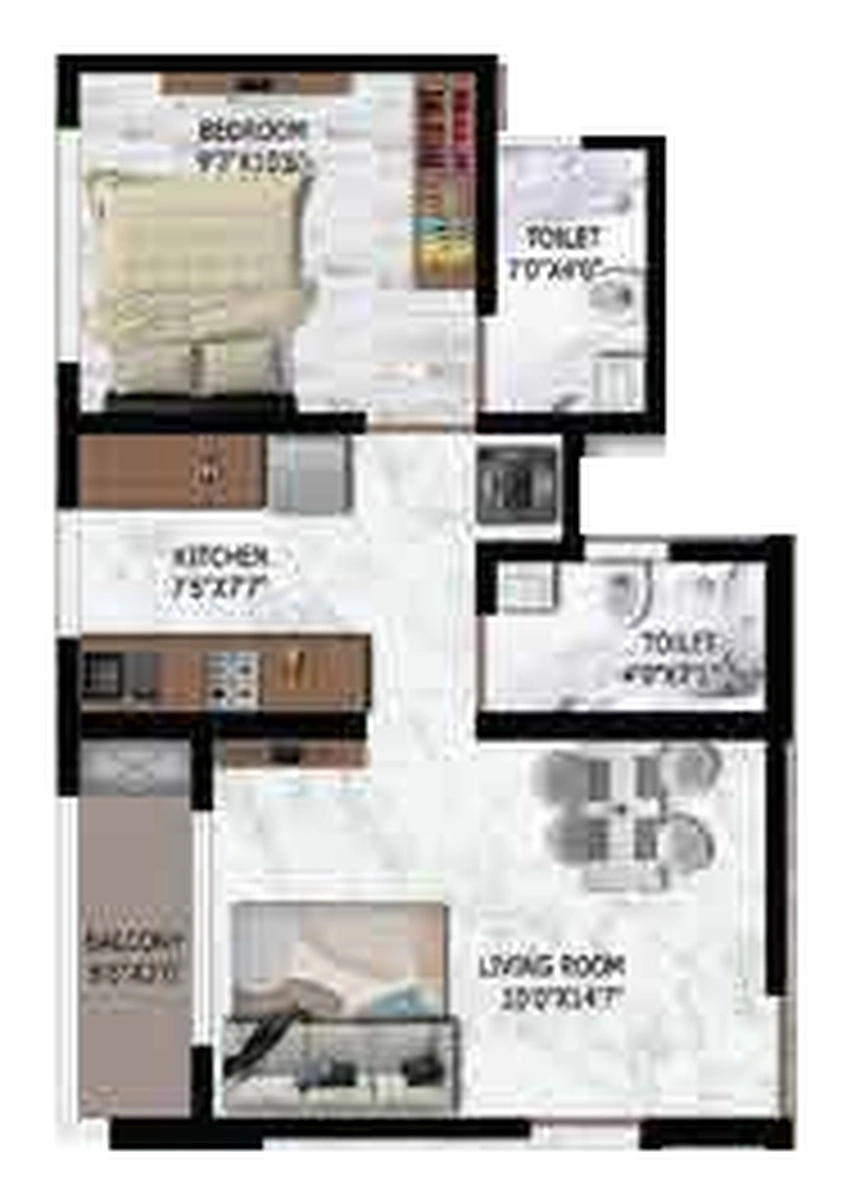 BEDROOM
TOILET
7'0"X4'0"
KITCHEN
7'5"X7'7"
TOILET
BALCONY
LIVING ROOM
10'0"X14'7"